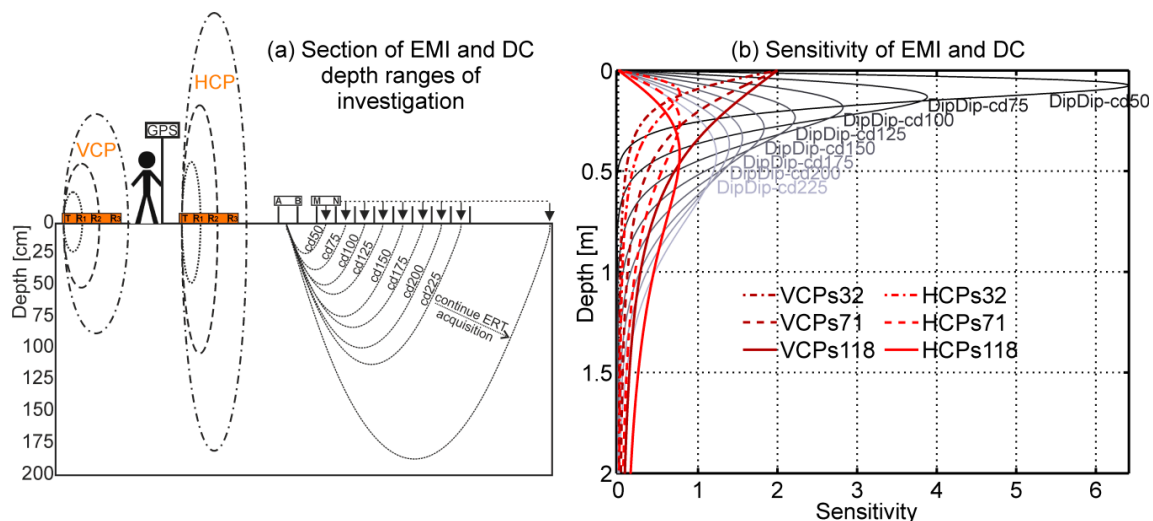 (a) Section of EMI and DC
depth ranges of
investigation
HCP
VCP
GPS
T R1 R2 R3
T R1 R2 R3
A B M N
cd50
cd75
cd100
cd125
cd150
cd175
cd200
cd225
continue ERT
acquisition
Depth [cm]
0
25
50
75
100
125
150
175
200
(b) Sensitivity of EMI and DC
DipDip-cd50
DipDip-cd75
DipDip-cd100
DipDip-cd125
DipDip-cd150
DipDip-cd175
DipDip-cd200
DipDip-cd225
VCPs32 HCPs32
VCPs71 HCPs71
VCPs118 HCPs118
Depth [m]
0
0.5
1
1.5
2
0 1 2 3 4 5 6
Sensitivity